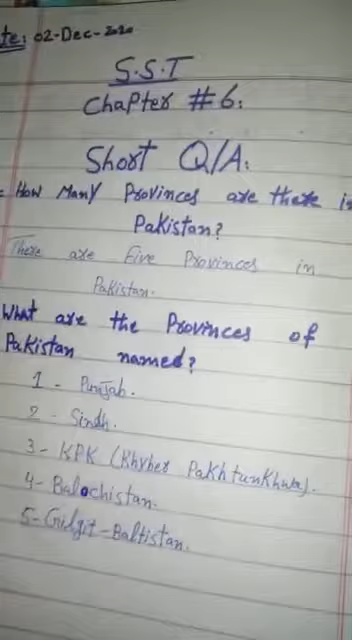 te: 02-Dec-2020
S.S.T
Chapter #6.
Short Q/A.
= How Many Provinces are there in
Pakistan?
There are Five Provinces in
Pakistan.
What are the Provinces of
Pakistan named?
1 - Punjab.
2 - Sindh.
3 - KPK (Khyber Pakhtunkhwa).
4- Balochistan.
5- Gilgit-Baltistan.